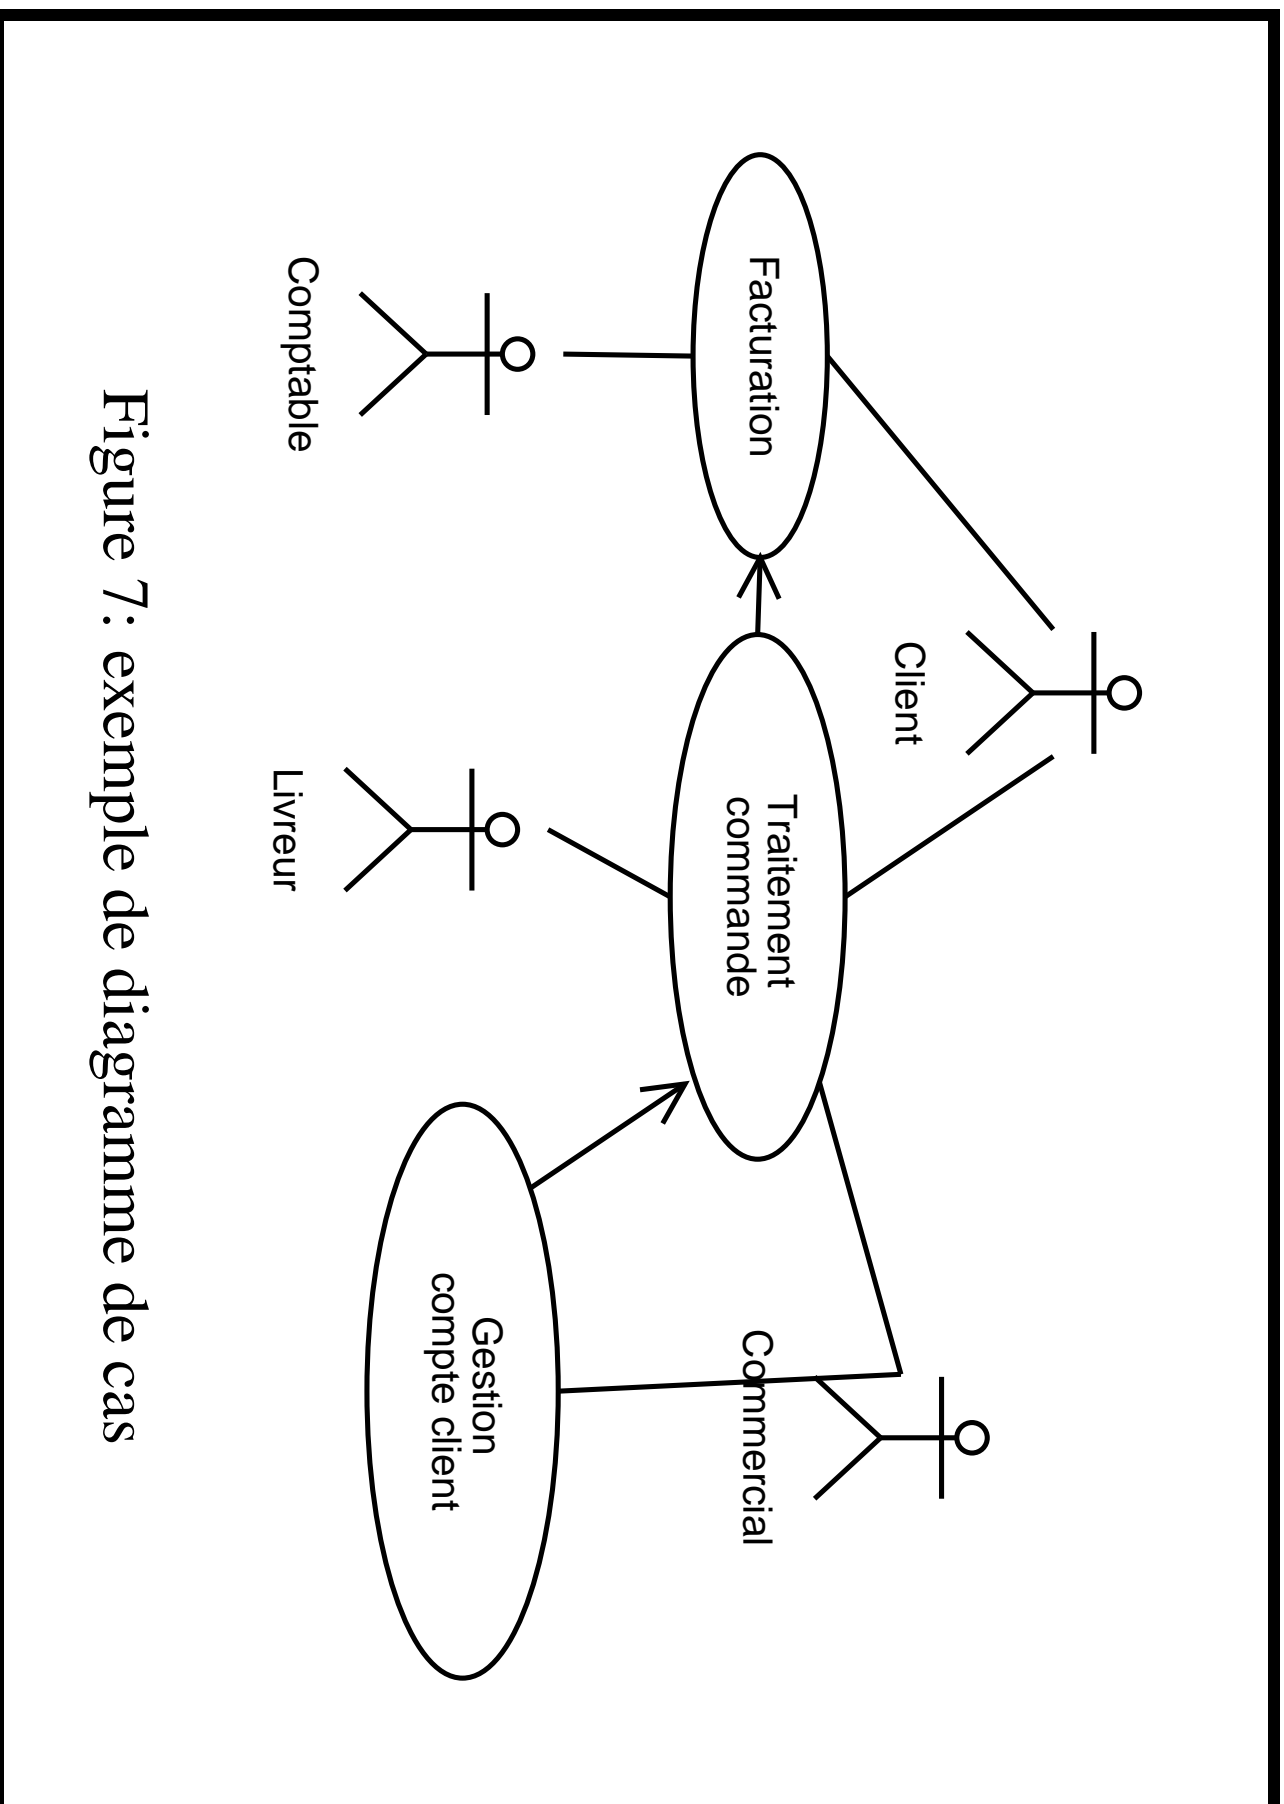 Client
Commercial
Facturation
Traitement
commande
Gestion
compte client
Comptable
Livreur
Figure 7: exemple de diagramme de cas